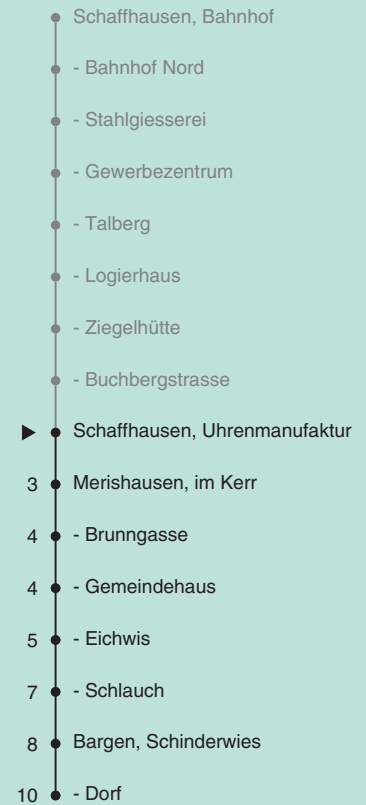 Schaffhausen, Bahnhof
- Bahnhof Nord
- Stahlgiesserei
- Gewerbezentrum
- Talberg
- Logierhaus
- Ziegelhütte
- Buchbergstrasse
Schaffhausen, Uhrenmanufaktur
3 Merishausen, im Kerr
4 - Brunngasse
4 - Gemeindehaus
5 - Eichwis
7 - Schlauch
8 Bargen, Schinderwies
10 - Dorf